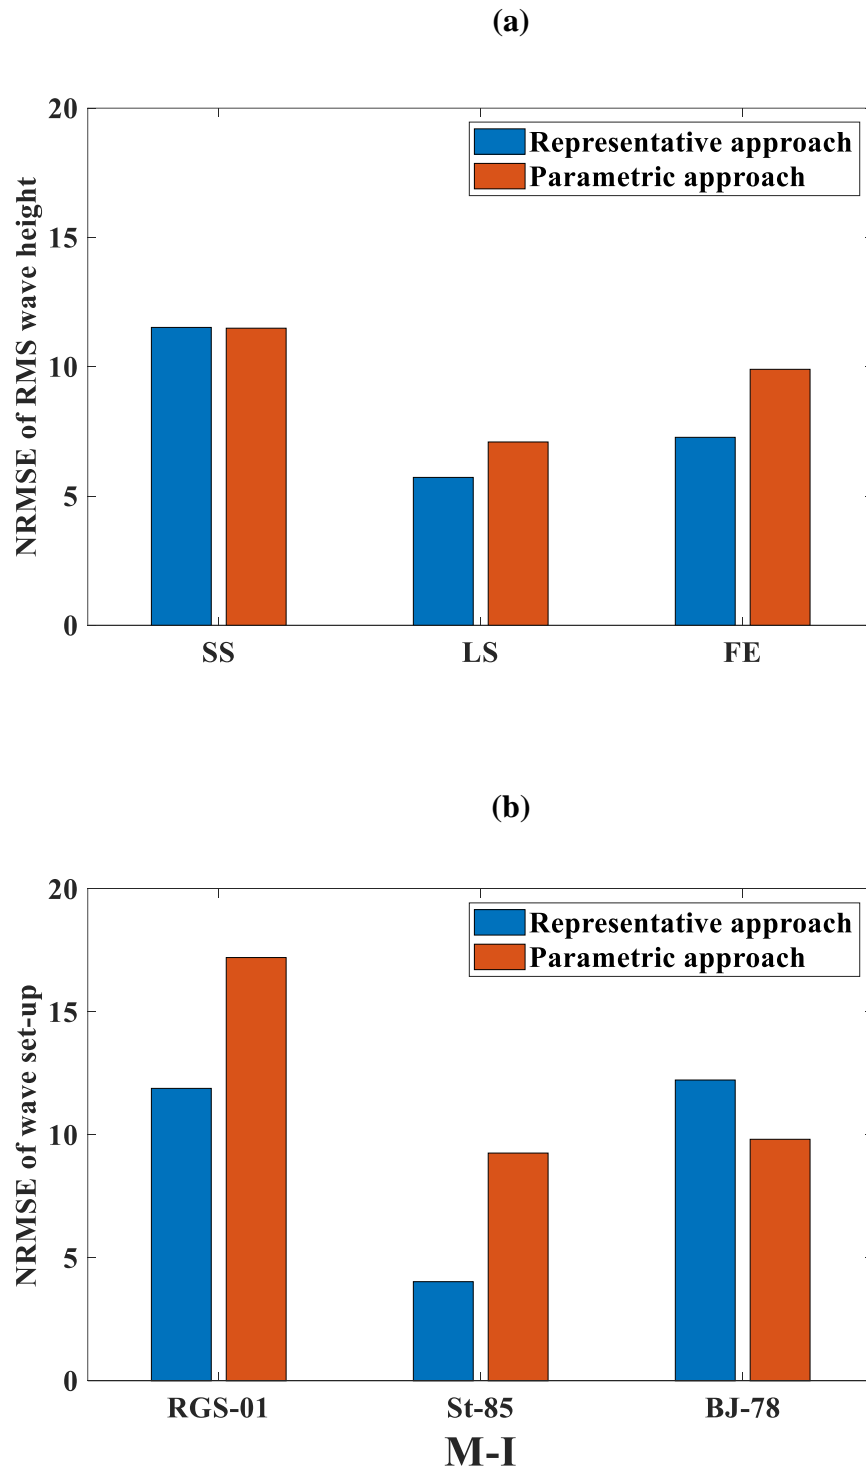 (a)
20
15
10
5
0
NRMSE of RMS wave height
Representative approach
Parametric approach
SS LS FE
(b)
20
15
10
5
0
NRMSE of wave set-up
Representative approach
Parametric approach
RGS-01 St-85 BJ-78
M-I